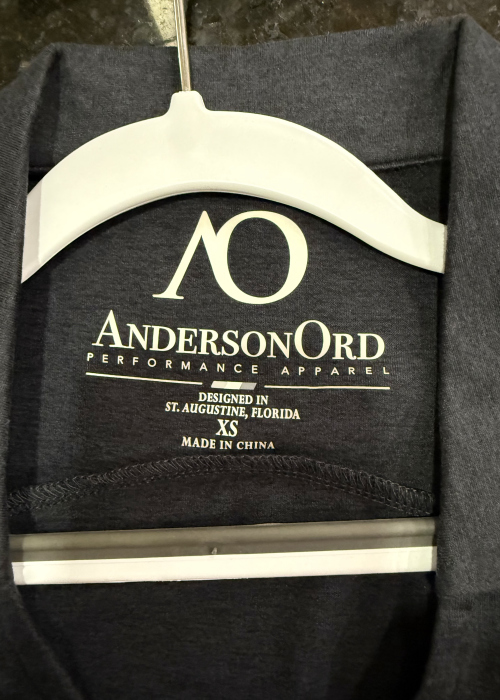 AO
ANDERSONORD
PERFORMANCE APPAREL
DESIGNED IN
ST. AUGUSTINE, FLORIDA
XS
MADE IN CHINA